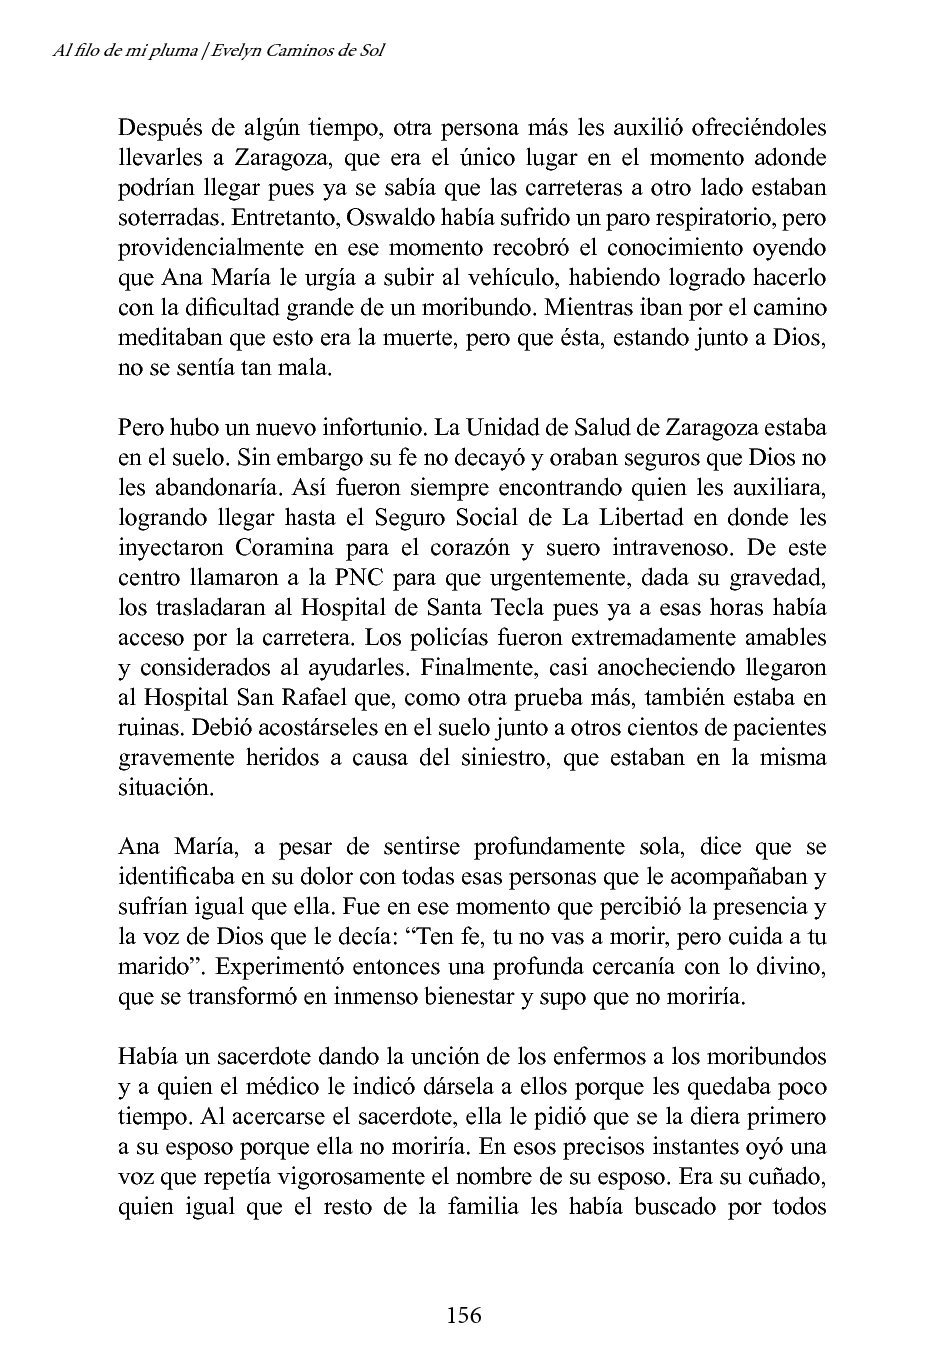 Al filo de mi pluma / Evelyn Caminos de Sol
Después de algún tiempo, otra persona más les auxilió ofreciéndoles
llevarles a Zaragoza, que era el único lugar en el momento adonde
podrían llegar pues ya se sabía que las carreteras a otro lado estaban
soterradas. Entretanto, Oswaldo había sufrido un paro respiratorio, pero
providencialmente en ese momento recobró el conocimiento oyendo
que Ana María le urgía a subir al vehículo, habiendo logrado hacerlo
con la dificultad grande de un moribundo. Mientras iban por el camino
meditaban que esto era la muerte, pero que ésta, estando junto a Dios,
no se sentía tan mala.
Pero hubo un nuevo infortunio. La Unidad de Salud de Zaragoza estaba
en el suelo. Sin embargo su fe no decayó y oraban seguros que Dios no
les abandonaría. Así fueron siempre encontrando quien les auxiliara,
logrando llegar hasta el Seguro Social de La Libertad en donde les
inyectaron Coramina para el corazón y suero intravenoso. De este
centro llamaron a la PNC para que urgentemente, dada su gravedad,
los trasladaran al Hospital de Santa Tecla pues ya a esas horas había
acceso por la carretera. Los policías fueron extremadamente amables
y considerados al ayudarles. Finalmente, casi anocheciendo llegaron
al Hospital San Rafael que, como otra prueba más, también estaba en
ruinas. Debió acostárseles en el suelo junto a otros cientos de pacientes
gravemente heridos a causa del siniestro, que estaban en la misma
situación.
Ana María, a pesar de sentirse profundamente sola, dice que se
identificaba en su dolor con todas esas personas que le acompañaban y
sufrían igual que ella. Fue en ese momento que percibió la presencia y
la voz de Dios que le decía: “Ten fe, tu no vas a morir, pero cuida a tu
marido”. Experimentó entonces una profunda cercanía con lo divino,
que se transformó en inmenso bienestar y supo que no moriría.
Había un sacerdote dando la unción de los enfermos a los moribundos
y a quien el médico le indicó dársela a ellos porque les quedaba poco
tiempo. Al acercarse el sacerdote, ella le pidió que se la diera primero
a su esposo porque ella no moriría. En esos precisos instantes oyó una
voz que repetía vigorosamente el nombre de su esposo. Era su cuñado,
quien igual que el resto de la familia les había buscado por todos
156